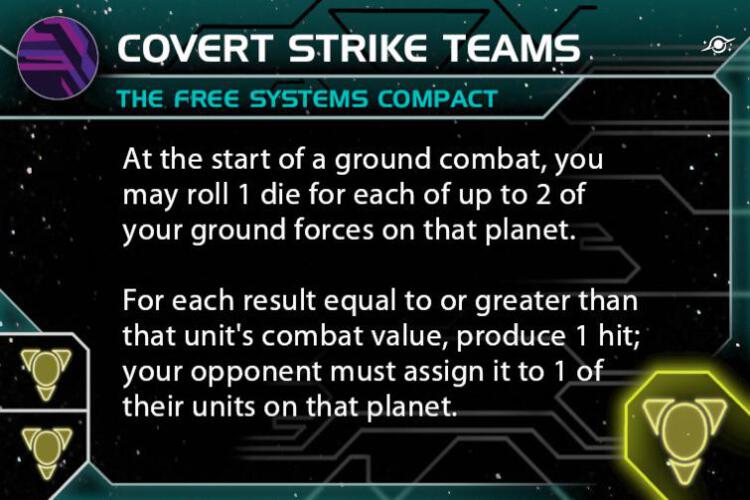 COVERT STRIKE TEAMS
THE FREE SYSTEMS COMPACT
At the start of a ground combat, you
may roll 1 die for each of up to 2 of
your ground forces on that planet.
For each result equal to or greater than
that unit's combat value, produce 1 hit;
your opponent must assign it to 1 of
their units on that planet.